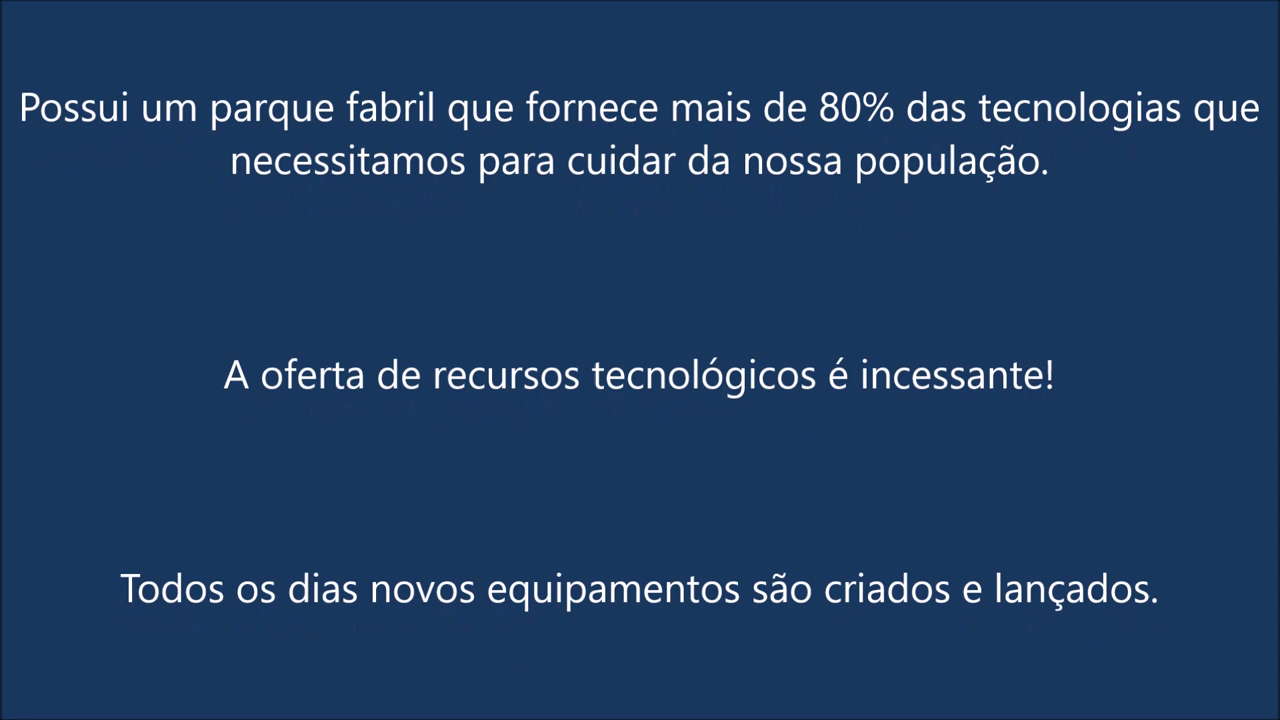 Possui um parque fabril que fornece mais de 80% das tecnologias que
necessitamos para cuidar da nossa população.
A oferta de recursos tecnológicos é incessante!
Todos os dias novos equipamentos são criados e lançados.